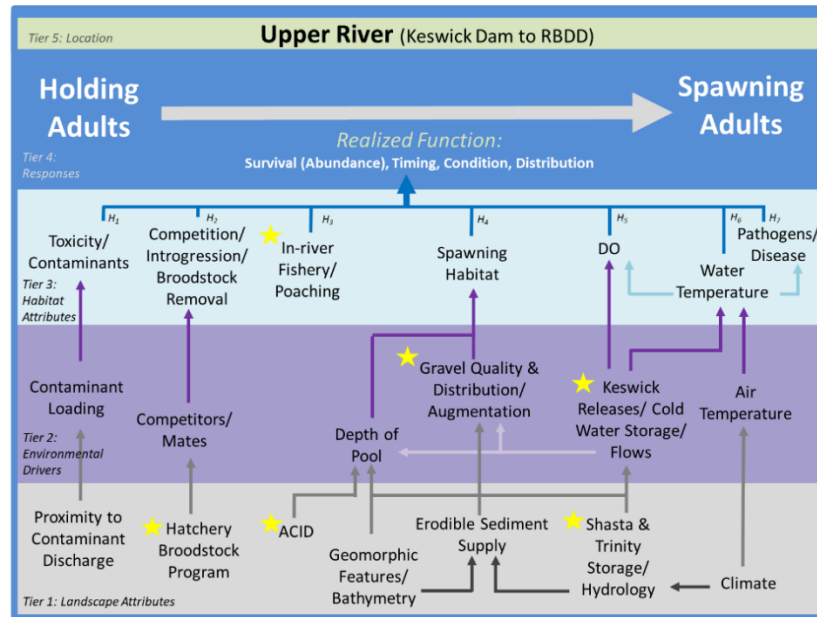 Tier 5: Location
Upper River (Keswick Dam to RBDD)
Holding
Adults
Spawning
Adults
Realized Function:
Survival (Abundance), Timing, Condition, Distribution
Tier 4:
Responses
H1
H2
H3
H4
H5
H6
H7
Toxicity/
Contaminants
Competition/
Introgression/
Broodstock
Removal
In-river
Fishery/
Poaching
Spawning
Habitat
DO
Water
Temperature
Pathogens/
Disease
Tier 3:
Habitat
Attributes
Contaminant
Loading
Competitors/
Mates
Depth of
Pool
Gravel Quality &
Distribution/
Augmentation
Keswick
Releases/ Cold
Water Storage/
Flows
Air
Temperature
Tier 2:
Environmental
Drivers
Proximity to
Contaminant
Discharge
Hatchery
Broodstock
Program
ACID
Geomorphic
Features/
Bathymetry
Erodible Sediment
Supply
Shasta &
Trinity
Storage/
Hydrology
Climate
Tier 1: Landscape Attributes